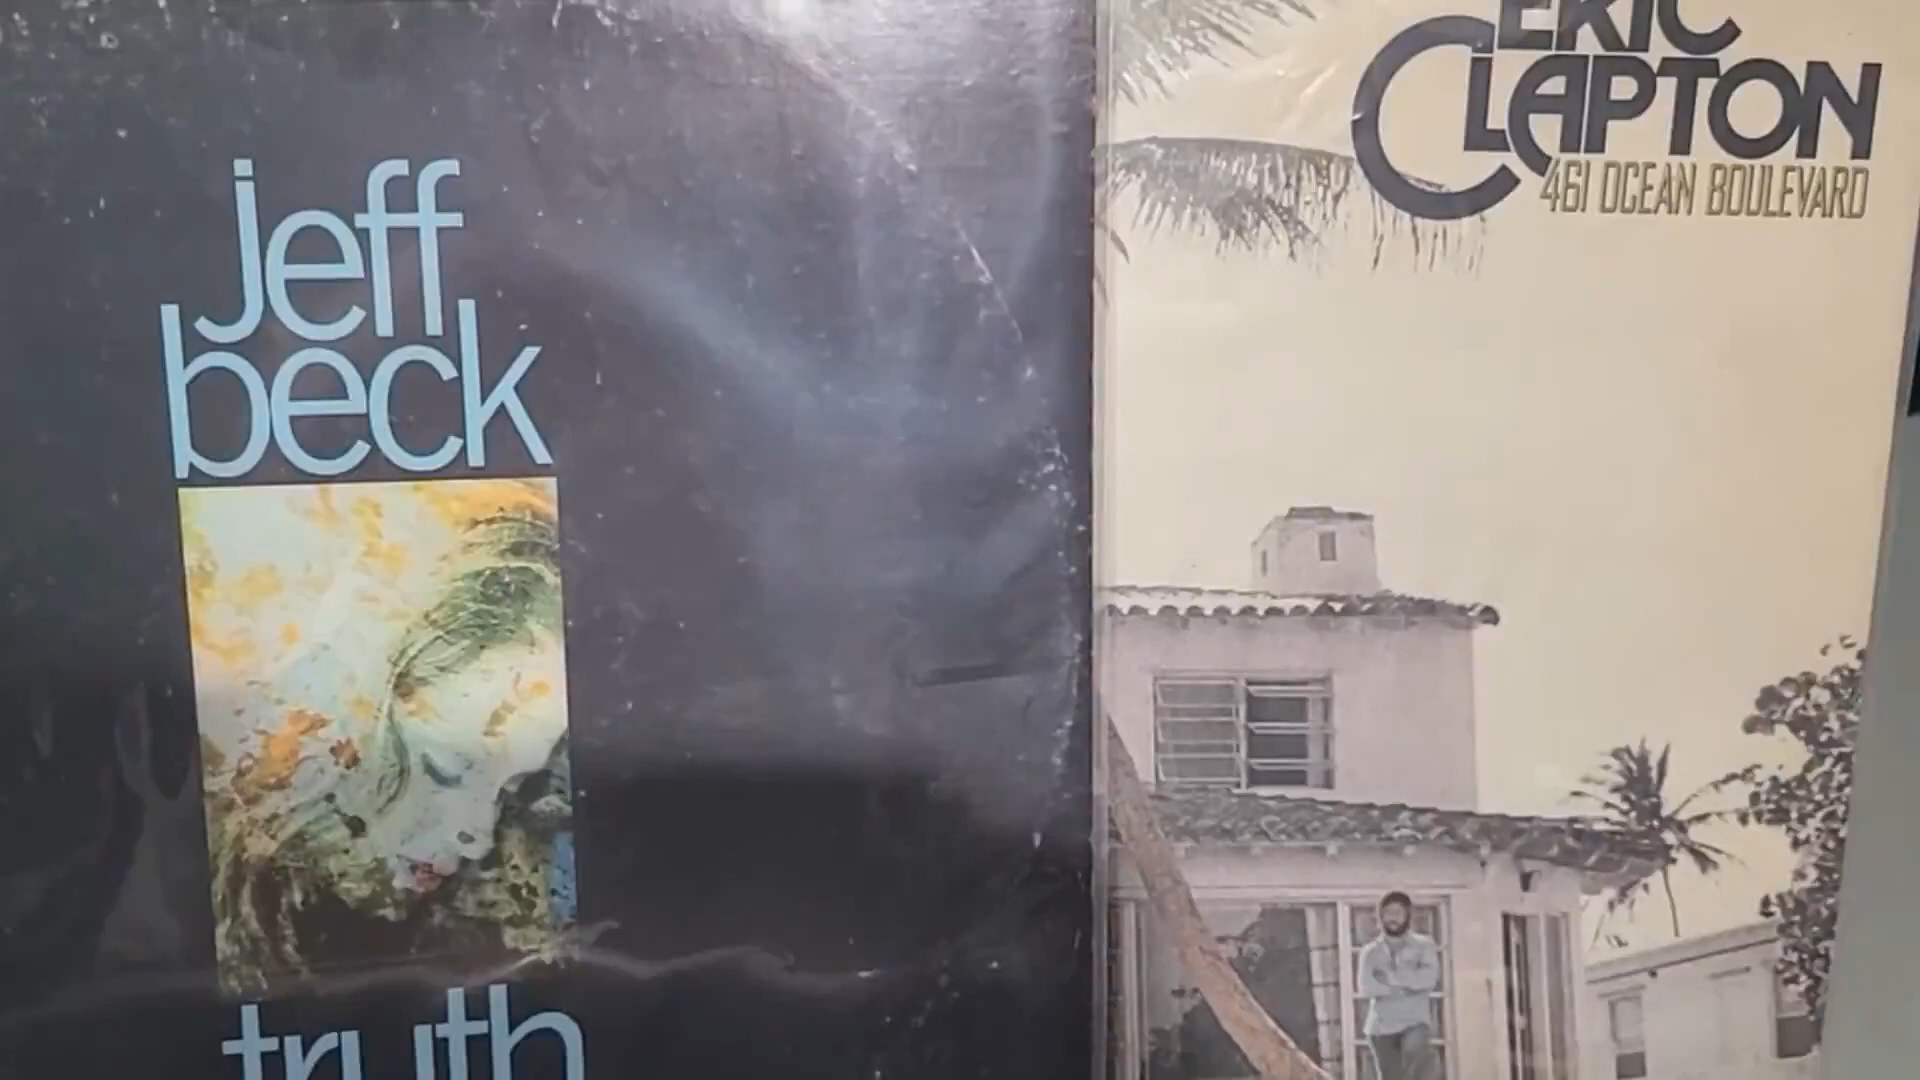 jeff
beck
truth
ERIC
CLAPTON
461 OCEAN BOULEVARD